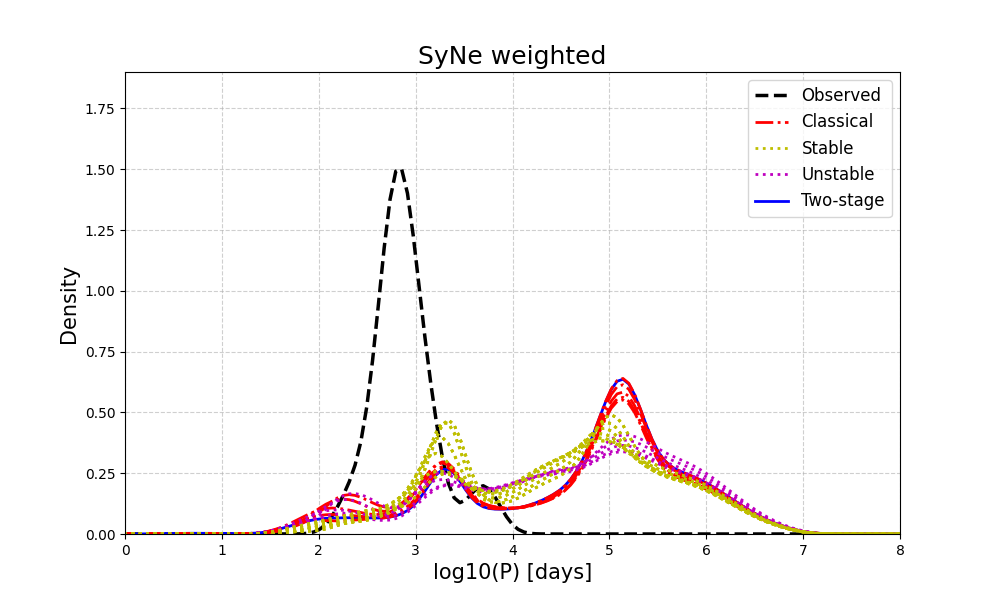 SyNe weighted
Observed
Classical
Stable
Unstable
Two-stage
Density
1.75
1.50
1.25
1.00
0.75
0.50
0.25
0.00
0 1 2 3 4 5 6 7 8
log10(P) [days]